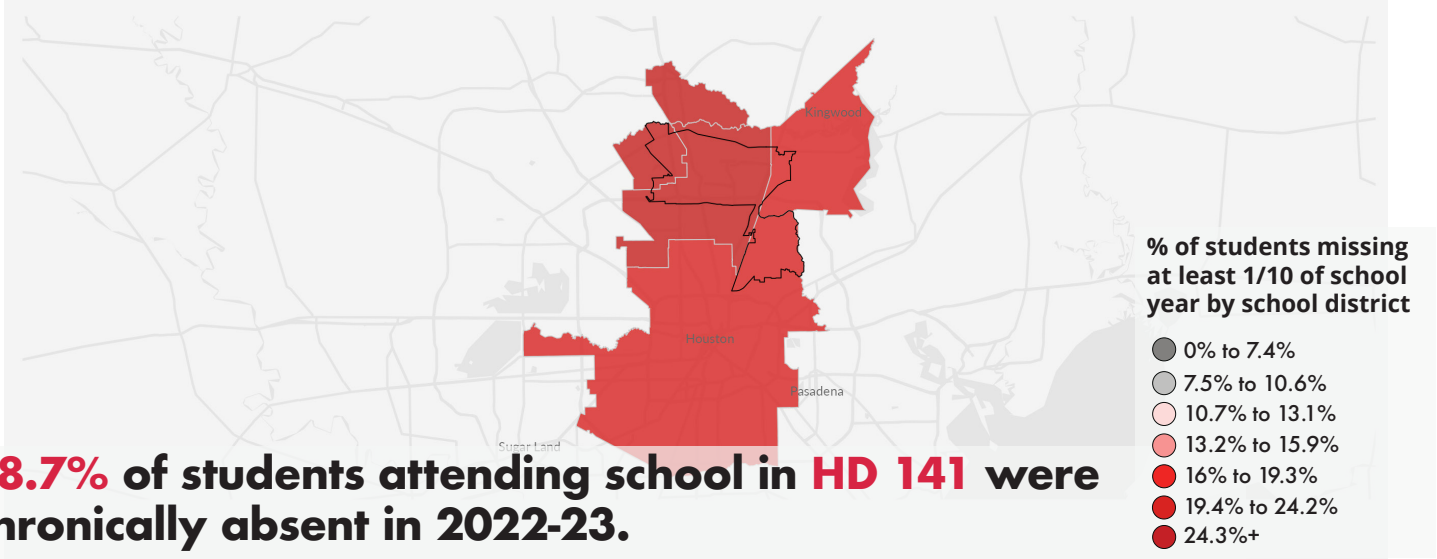 Kingwood
Houston
Pasadena
Sugar Land
% of students missing
at least 1/10 of school
year by school district
0% to 7.4%
7.5% to 10.6%
10.7% to 13.1%
13.2% to 15.9%
16% to 19.3%
19.4% to 24.2%
24.3%+
8.7% of students attending school in HD 141 were
hronically absent in 2022-23.